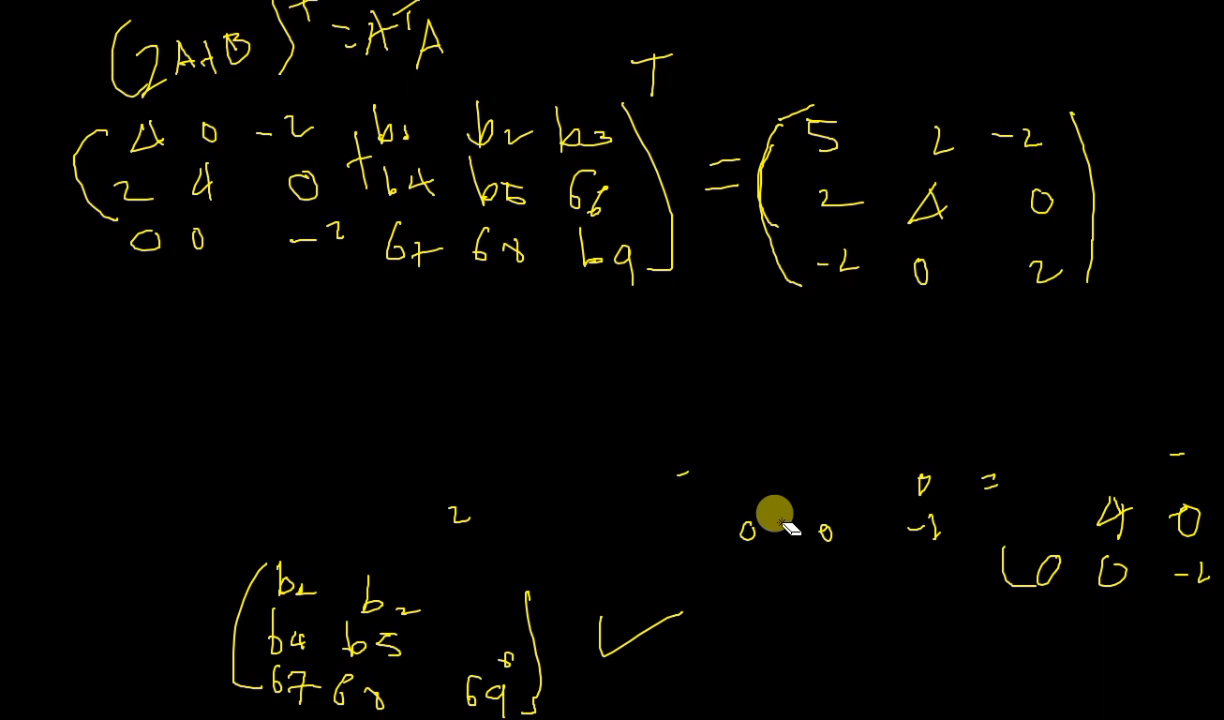 (2A+B)^T = A^T A
T
( 4 0 -2 + b1 b2 b3 ) = ( 5 2 -2 )
2 4 0 b4 b5 b6 2 4 0
0 0 -2 b7 b8 b9 -2 0 2
0 =
2 0 0 -1 4 0
0 0 -2
b1 b2
b4 b5
b7 b8 b9